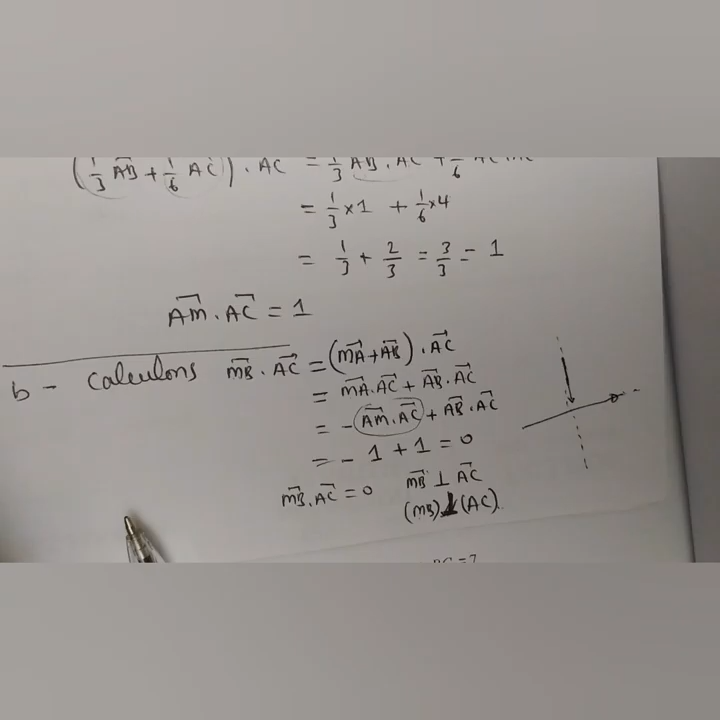 (1/3 AB⃗ + 1/6 AC⃗) . AC = 1/3 AB . AC + 1/6
= 1/3 x 1 + 1/6 x 4
= 1/3 + 2/3 = 3/3 = 1
AM⃗ . AC⃗ = 1
b - calculons MB⃗ . AC⃗ = (MA⃗ + AB⃗) . AC⃗
= MA⃗ . AC⃗ + AB⃗ . AC⃗
= - AM⃗ . AC⃗ + AB⃗ . AC⃗
= - 1 + 1 = 0
MB⃗ . AC⃗ = 0 MB⃗ ⊥ AC⃗
(MB) ⊥ (AC)